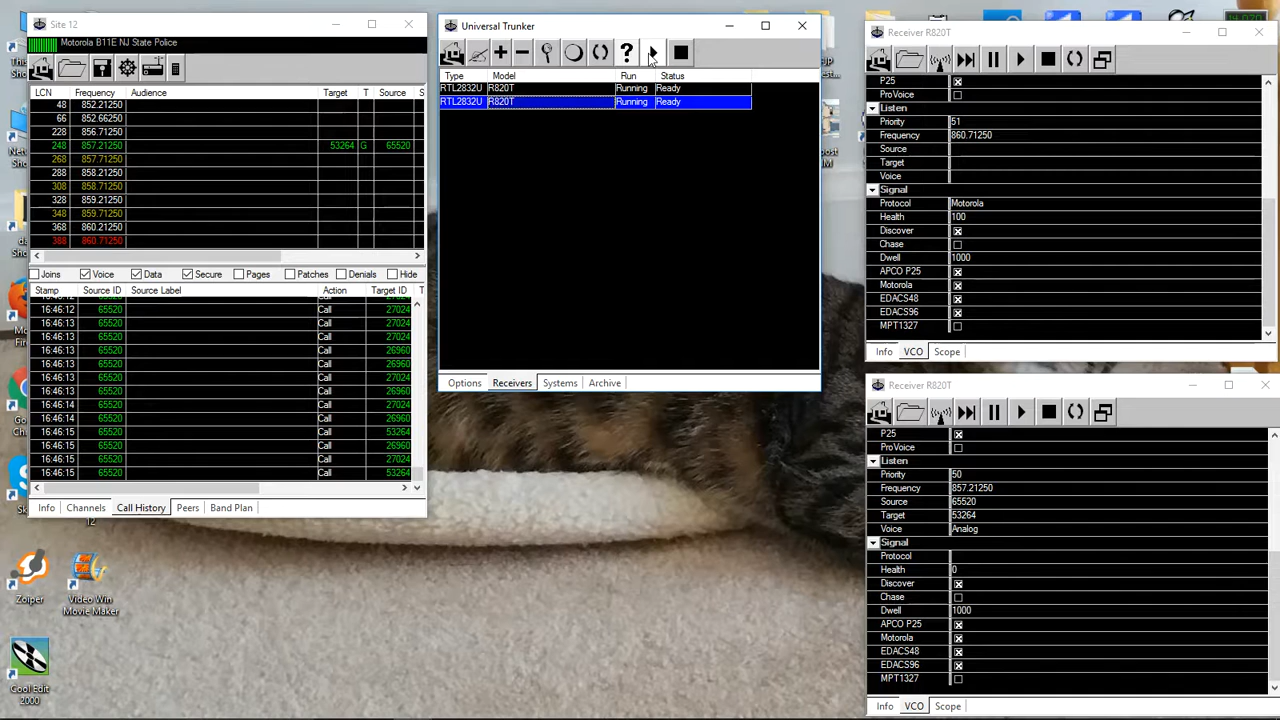 Site 12
Motorola B11E NJ State Police
LCN Frequency Audience Target T Source S
48 852.21250
66 852.66250
228 856.71250
248 857.21250 53264 G 65520
268 857.71250
288 858.21250
308 858.71250
328 859.21250
348 859.71250
368 860.21250
388 860.71250
Joins Voice Data Secure Pages Patches Denials Hide
Stamp Source ID Source Label Action Target ID T
16:46:12 65520 Call 27024
16:46:13 65520 Call 26960
16:46:13 65520 Call 27024
16:46:13 65520 Call 26960
16:46:13 65520 Call 27024
16:46:13 65520 Call 26960
16:46:13 65520 Call 27024
16:46:13 65520 Call 26960
16:46:14 65520 Call 27024
16:46:14 65520 Call 26960
16:46:15 65520 Call 53264
16:46:15 65520 Call 26960
16:46:15 65520 Call 27024
16:46:15 65520 Call 53264
Info Channels Call History Peers Band Plan
12
Zoiper
Video Win Movie Maker
Cool Edit 2000
Universal Trunker
Type Model Run Status
RTL2832U R820T Running Ready
RTL2832U R820T Running Ready
Options Receivers Systems Archive
Receiver R820T
P25
ProVoice
Listen
Priority 51
Frequency 860.71250
Source
Target
Voice
Signal
Protocol Motorola
Health 100
Discover
Chase
Dwell 1000
APCO P25
Motorola
EDACS48
EDACS96
MPT1327
Info VCO Scope
Receiver R820T
P25
ProVoice
Listen
Priority 50
Frequency 857.21250
Source 65520
Target 53264
Voice Analog
Signal
Protocol
Health 0
Discover
Chase
Dwell 1000
APCO P25
Motorola
EDACS48
EDACS96
MPT1327
Info VCO Scope